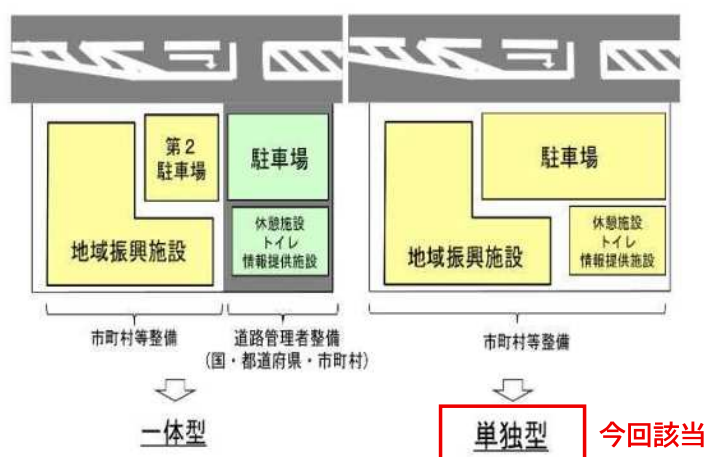 第2
駐車場
駐車場
地域振興施設
休憩施設
トイレ
情報提供施設
市町村等整備
道路管理者整備
(国・都道府県・市町村)
一体型
駐車場
地域振興施設
休憩施設
トイレ
情報提供施設
市町村等整備
単独型
今回該当